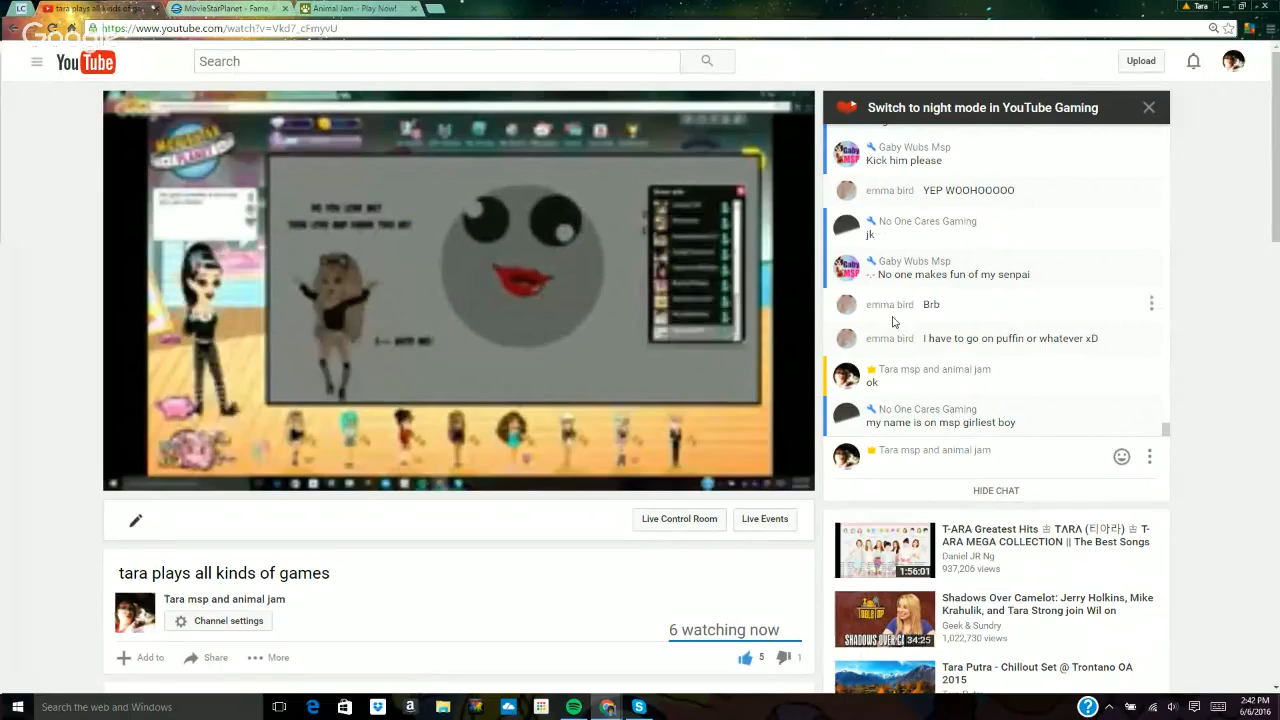 LC
tara plays all kinds of gam
MovieStarPlanet - Fame, F
Animal Jam - Play Now!
Tara
https://www.youtube.com/watch?v=Vkd7_cFmyvU
YouTube
Search
Upload
Switch to night mode in YouTube Gaming
Gaby Wubs Msp
Kick him please
emma bird YEP WOOHOOOOO
No One Cares Gaming
jk
Gaby Wubs Msp
-.- No one makes fun of my senpai
emma bird Brb
emma bird I have to go on puffin or whatever xD
Tara msp and animal jam
ok
No One Cares Gaming
my name is on msp girliest boy
Tara msp and animal jam
HIDE CHAT
Live Control Room
Live Events
tara plays all kinds of games
Tara msp and animal jam
Channel settings
6 watching now
Add to
Share
More
5
1
T-ARA Greatest Hits ♔ TΛRΛ (티아라) ♔ T-
ARA MEGA COLLECTION || The Best Songs
Daniel JR Ng
937,206 views
1:56:01
Shadows Over Camelot: Jerry Holkins, Mike
Krahulik, and Tara Strong join Wil on
Geek & Sundry
1,022,730 views
34:25
Tara Putra - Chillout Set @ Trontano OA
2015
Search the web and Windows
2:42 PM
6/6/2016